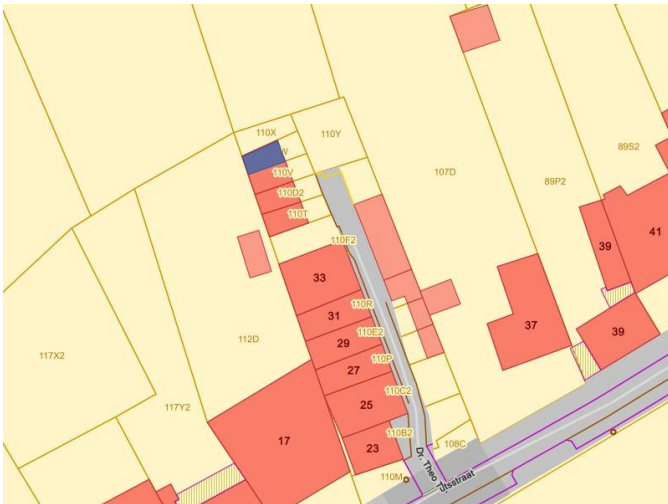 110X
110Y
110V
110D2
110T
110F2
107D
89P2
89S2
39
41
33
31
110R
29
110E2
27
110P
25
110C2
23
110B2
37
39
112D
117X2
117Y2
17
108C
110M
Dr. Theo
utsstraat